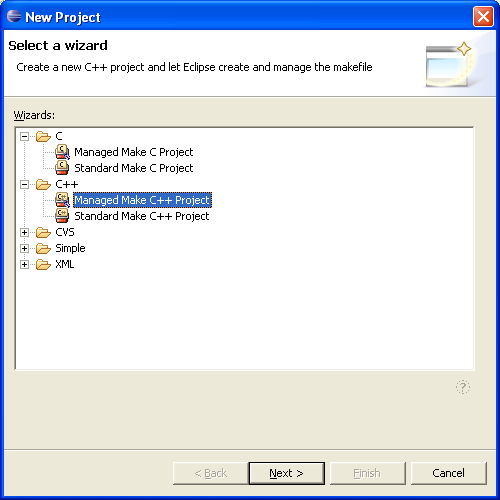 New Project
Select a wizard
Create a new C++ project and let Eclipse create and manage the makefile
Wizards:
C
Managed Make C Project
Standard Make C Project
C++
Managed Make C++ Project
Standard Make C++ Project
CVS
Simple
XML
< Back
Next >
Finish
Cancel